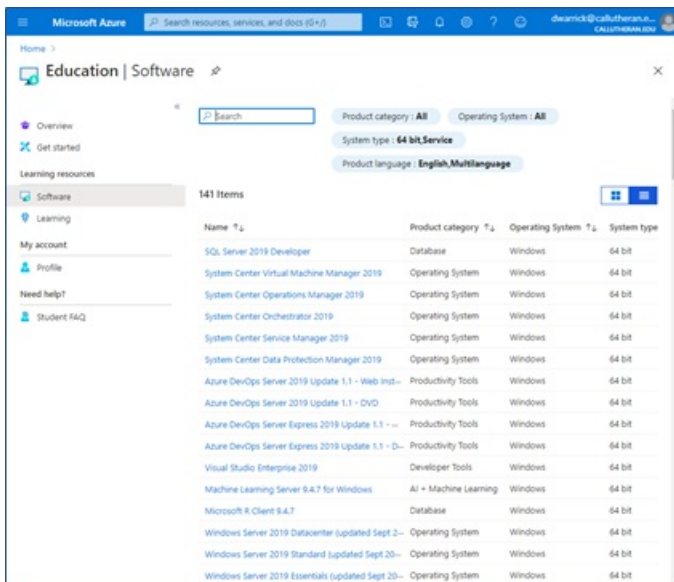 Microsoft Azure
Search resources, services, and docs (G+/)
dwarrick@callutheran.e...
CALLUTHERAN.EDU
Home >
Education | Software
Search
Product category : All
Operating System : All
System type : 64 bit,Service
Product language : English,Multilanguage
Overview
Get started
Learning resources
Software
Learning
My account
Profile
Need help?
Student FAQ
141 Items
Name Product category Operating System System type
SQL Server 2019 Developer Database Windows 64 bit
System Center Virtual Machine Manager 2019 Operating System Windows 64 bit
System Center Operations Manager 2019 Operating System Windows 64 bit
System Center Orchestrator 2019 Operating System Windows 64 bit
System Center Service Manager 2019 Operating System Windows 64 bit
System Center Data Protection Manager 2019 Operating System Windows 64 bit
Azure DevOps Server 2019 Update 1.1 - Web Inst... Productivity Tools Windows 64 bit
Azure DevOps Server 2019 Update 1.1 - DVD Productivity Tools Windows 64 bit
Azure DevOps Server Express 2019 Update 1.1 - ... Productivity Tools Windows 64 bit
Azure DevOps Server Express 2019 Update 1.1 - D... Productivity Tools Windows 64 bit
Visual Studio Enterprise 2019 Developer Tools Windows 64 bit
Machine Learning Server 9.4.7 for Windows AI + Machine Learning Windows 64 bit
Microsoft R Client 9.4.7 Database Windows 64 bit
Windows Server 2019 Datacenter (updated Sept 2... Operating System Windows 64 bit
Windows Server 2019 Standard (updated Sept 20... Operating System Windows 64 bit
Windows Server 2019 Essentials (updated Sept 20... Operating System Windows 64 bit